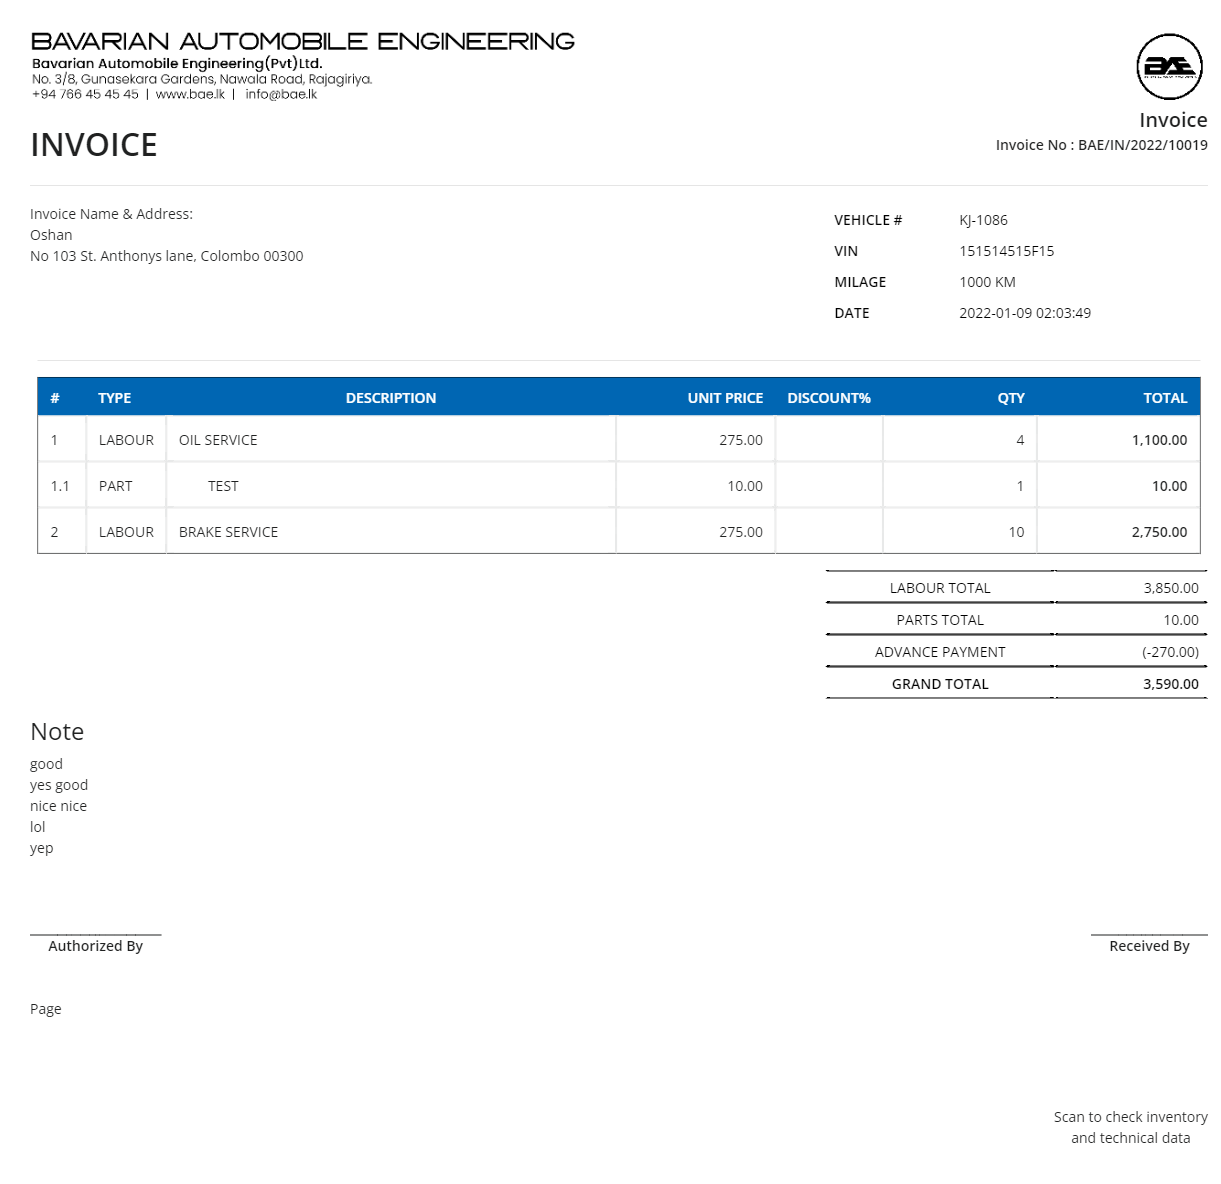 BAVARIAN AUTOMOBILE ENGINEERING
Bavarian Automobile Engineering(Pvt)Ltd.
No. 3/8, Gunasekara Gardens, Nawala Road, Rajagiriya.
+94 766 45 45 45 | www.bae.lk | info@bae.lk
BAE
Invoice
INVOICE
Invoice No : BAE/IN/2022/10019
Invoice Name & Address:
Oshan
No 103 St. Anthonys lane, Colombo 00300
VEHICLE # KJ-1086
VIN 151514515F15
MILAGE 1000 KM
DATE 2022-01-09 02:03:49
# TYPE DESCRIPTION UNIT PRICE DISCOUNT% QTY TOTAL
1 LABOUR OIL SERVICE 275.00 4 1,100.00
1.1 PART TEST 10.00 1 10.00
2 LABOUR BRAKE SERVICE 275.00 10 2,750.00
LABOUR TOTAL 3,850.00
PARTS TOTAL 10.00
ADVANCE PAYMENT (-270.00)
GRAND TOTAL 3,590.00
Note
good
yes good
nice nice
lol
yep
Authorized By Received By
Page
Scan to check inventory
and technical data